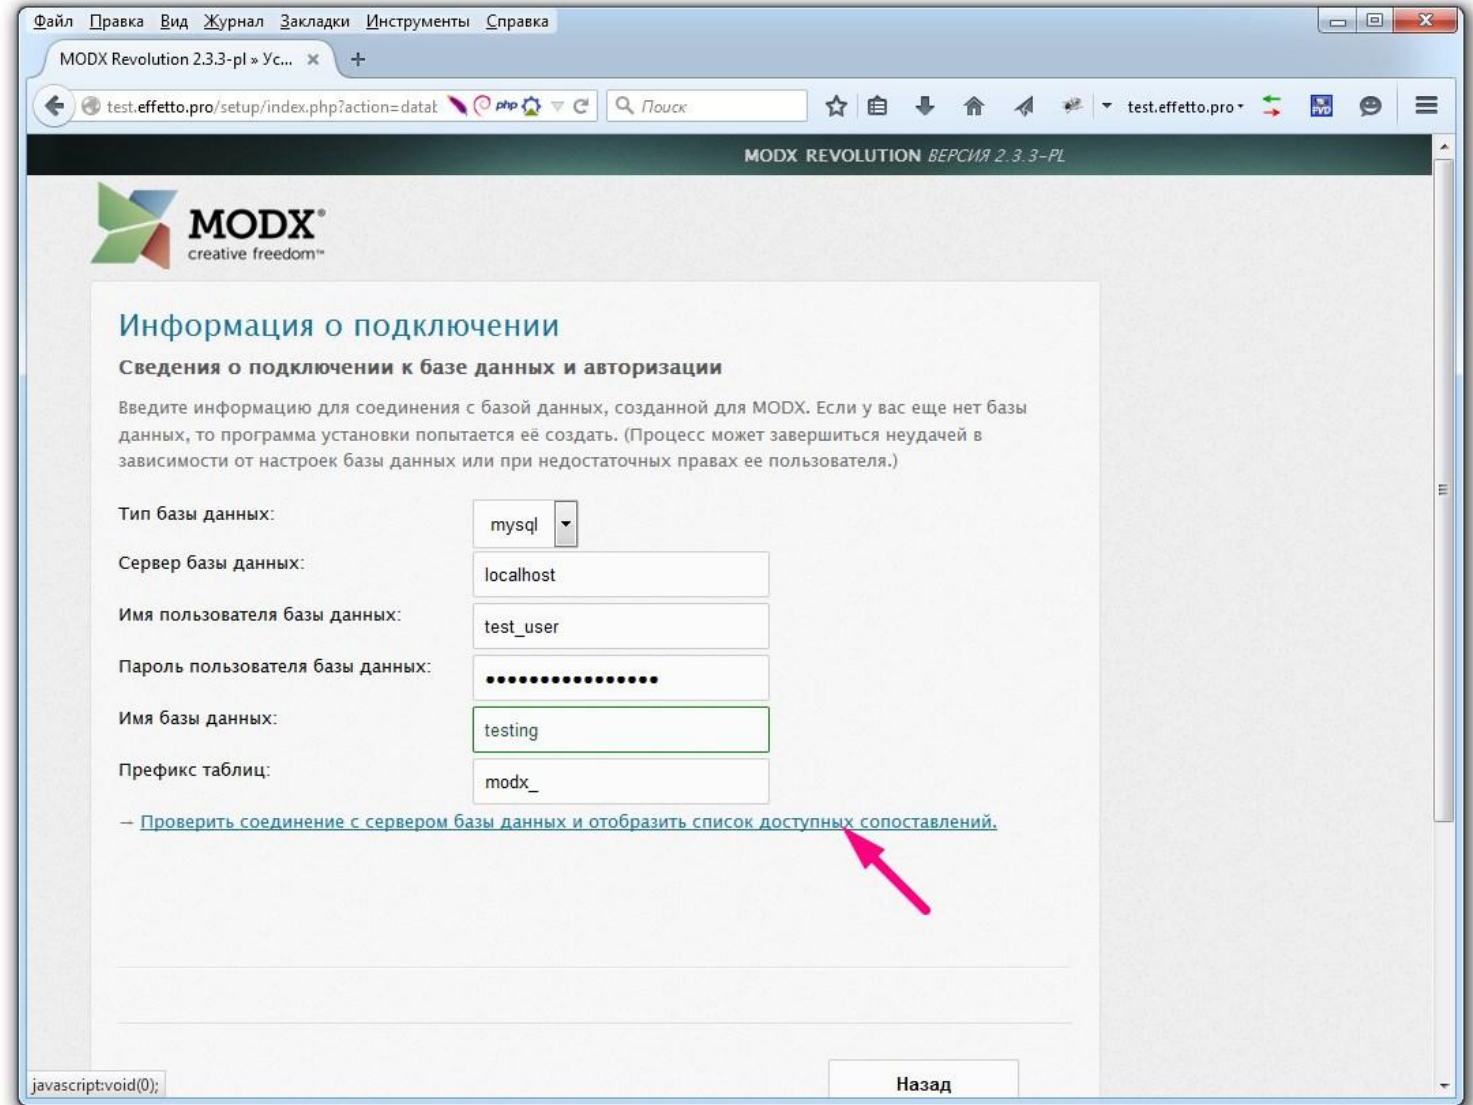 Файл Правка Вид Журнал Закладки Инструменты Справка
MODX Revolution 2.3.3-pl » Ус...
test.effetto.pro/setup/index.php?action=datab php Поиск test.effetto.pro
MODX REVOLUTION ВЕРСИЯ 2.3.3-PL
MODX®
creative freedom™
Информация о подключении
Сведения о подключении к базе данных и авторизации
Введите информацию для соединения с базой данных, созданной для MODX. Если у вас еще нет базы
данных, то программа установки попытается её создать. (Процесс может завершиться неудачей в
зависимости от настроек базы данных или при недостаточных правах ее пользователя.)
Тип базы данных: mysql
Сервер базы данных: localhost
Имя пользователя базы данных: test_user
Пароль пользователя базы данных: ••••••••••••••••
Имя базы данных: testing
Префикс таблиц: modx_
→ Проверить соединение с сервером базы данных и отобразить список доступных сопоставлений.
Назад
javascript:void(0);